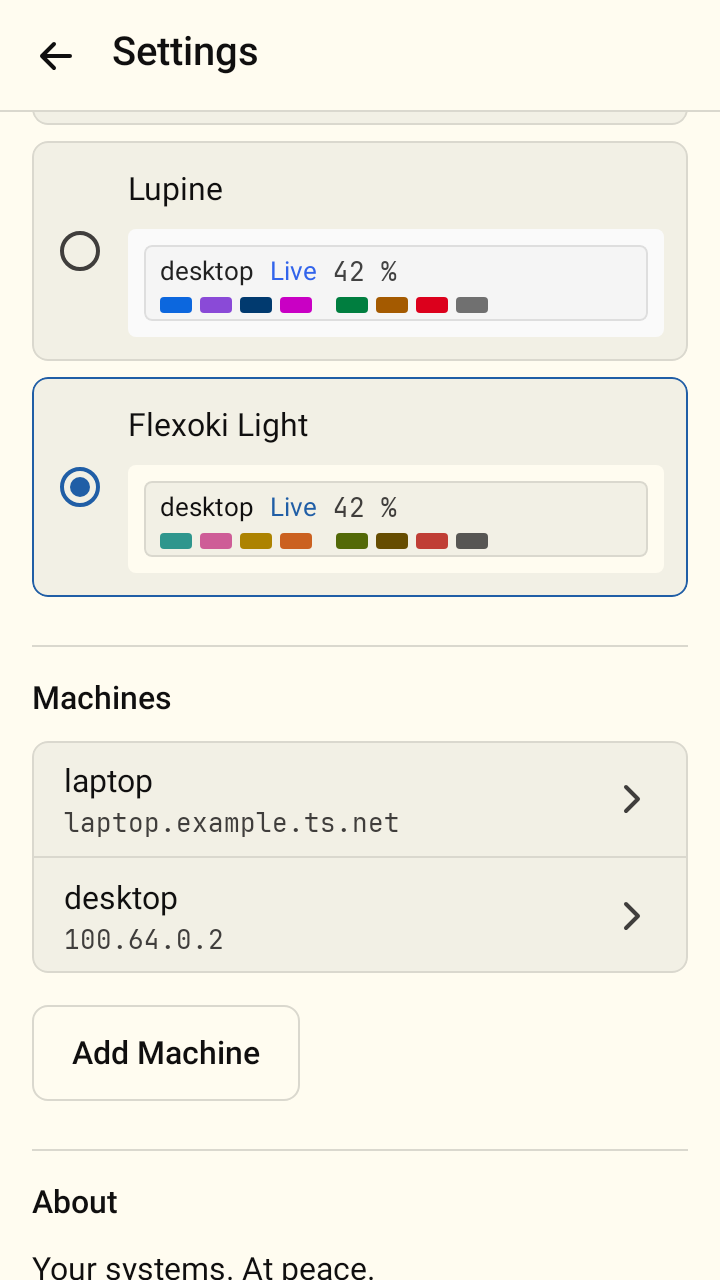 Settings
Lupine
desktop Live 42 %
Flexoki Light
desktop Live 42 %
Machines
laptop
laptop.example.ts.net
desktop
100.64.0.2
Add Machine
About
Your systems. At peace.